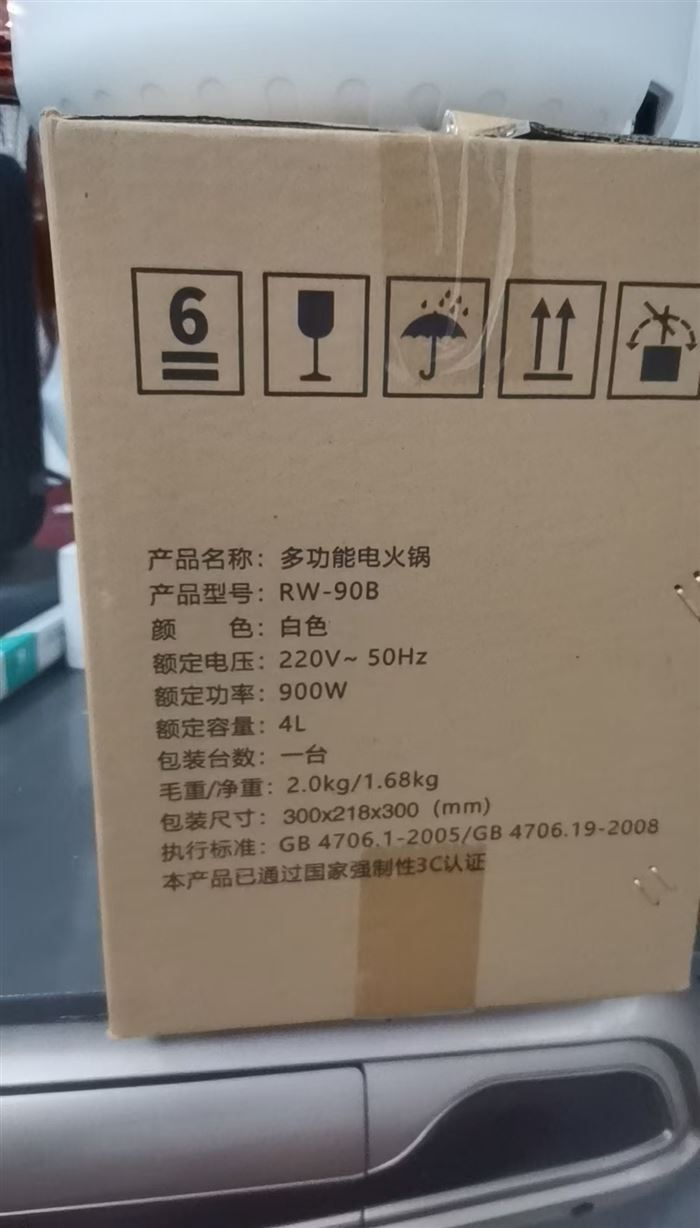 6
产品名称：多功能电火锅
产品型号：RW-90B
颜　　色：白色
额定电压：220V~ 50Hz
额定功率：900W
额定容量：4L
包装台数：一台
毛重/净重：2.0kg/1.68kg
包装尺寸：300x218x300（mm）
执行标准：GB 4706.1-2005/GB 4706.19-2008
本产品已通过国家强制性3C认证